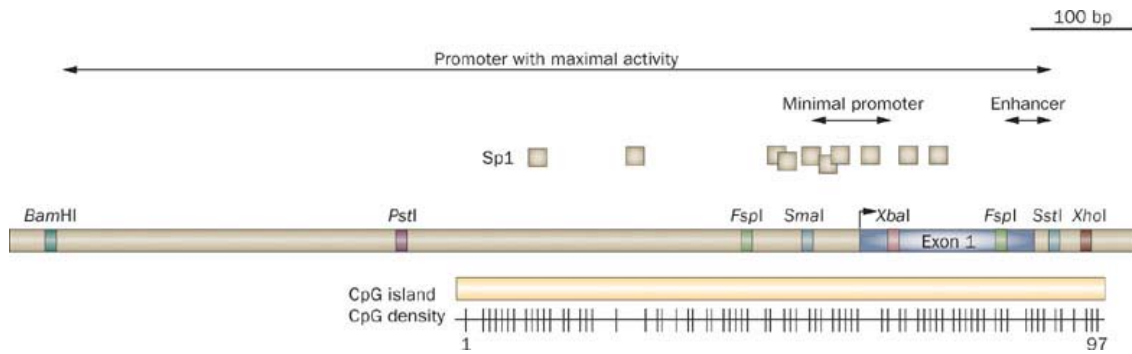 100 bp
Promoter with maximal activity
Minimal promoter Enhancer
Sp1
BamHI PstI FspI SmaI XbaI FspI SstI XhoI
Exon 1
CpG island
CpG density
1 97